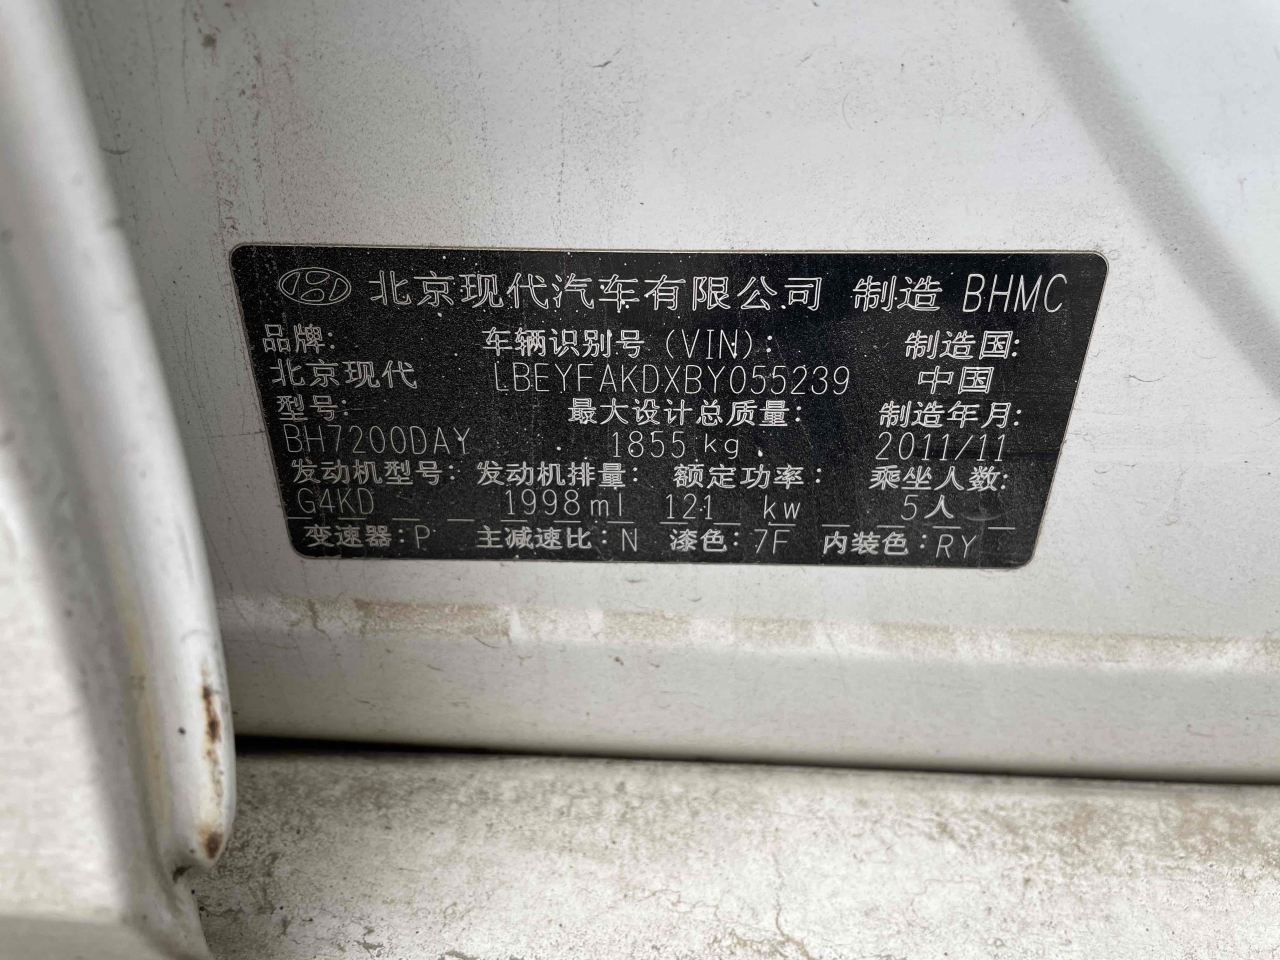 北京现代汽车有限公司 制造 BHMC
品牌: 车辆识别号 (VIN): 制造国:
北京现代 LBEYFAKDXBY055239 中国
型号: 最大设计总质量: 制造年月:
BH7200DAY 1855 kg 2011/11
发动机型号: 发动机排量: 额定功率: 乘坐人数:
G4KD 1998 ml 121 kw 5人
变速器:P 主减速比:N 漆色:7F 内装色:RY